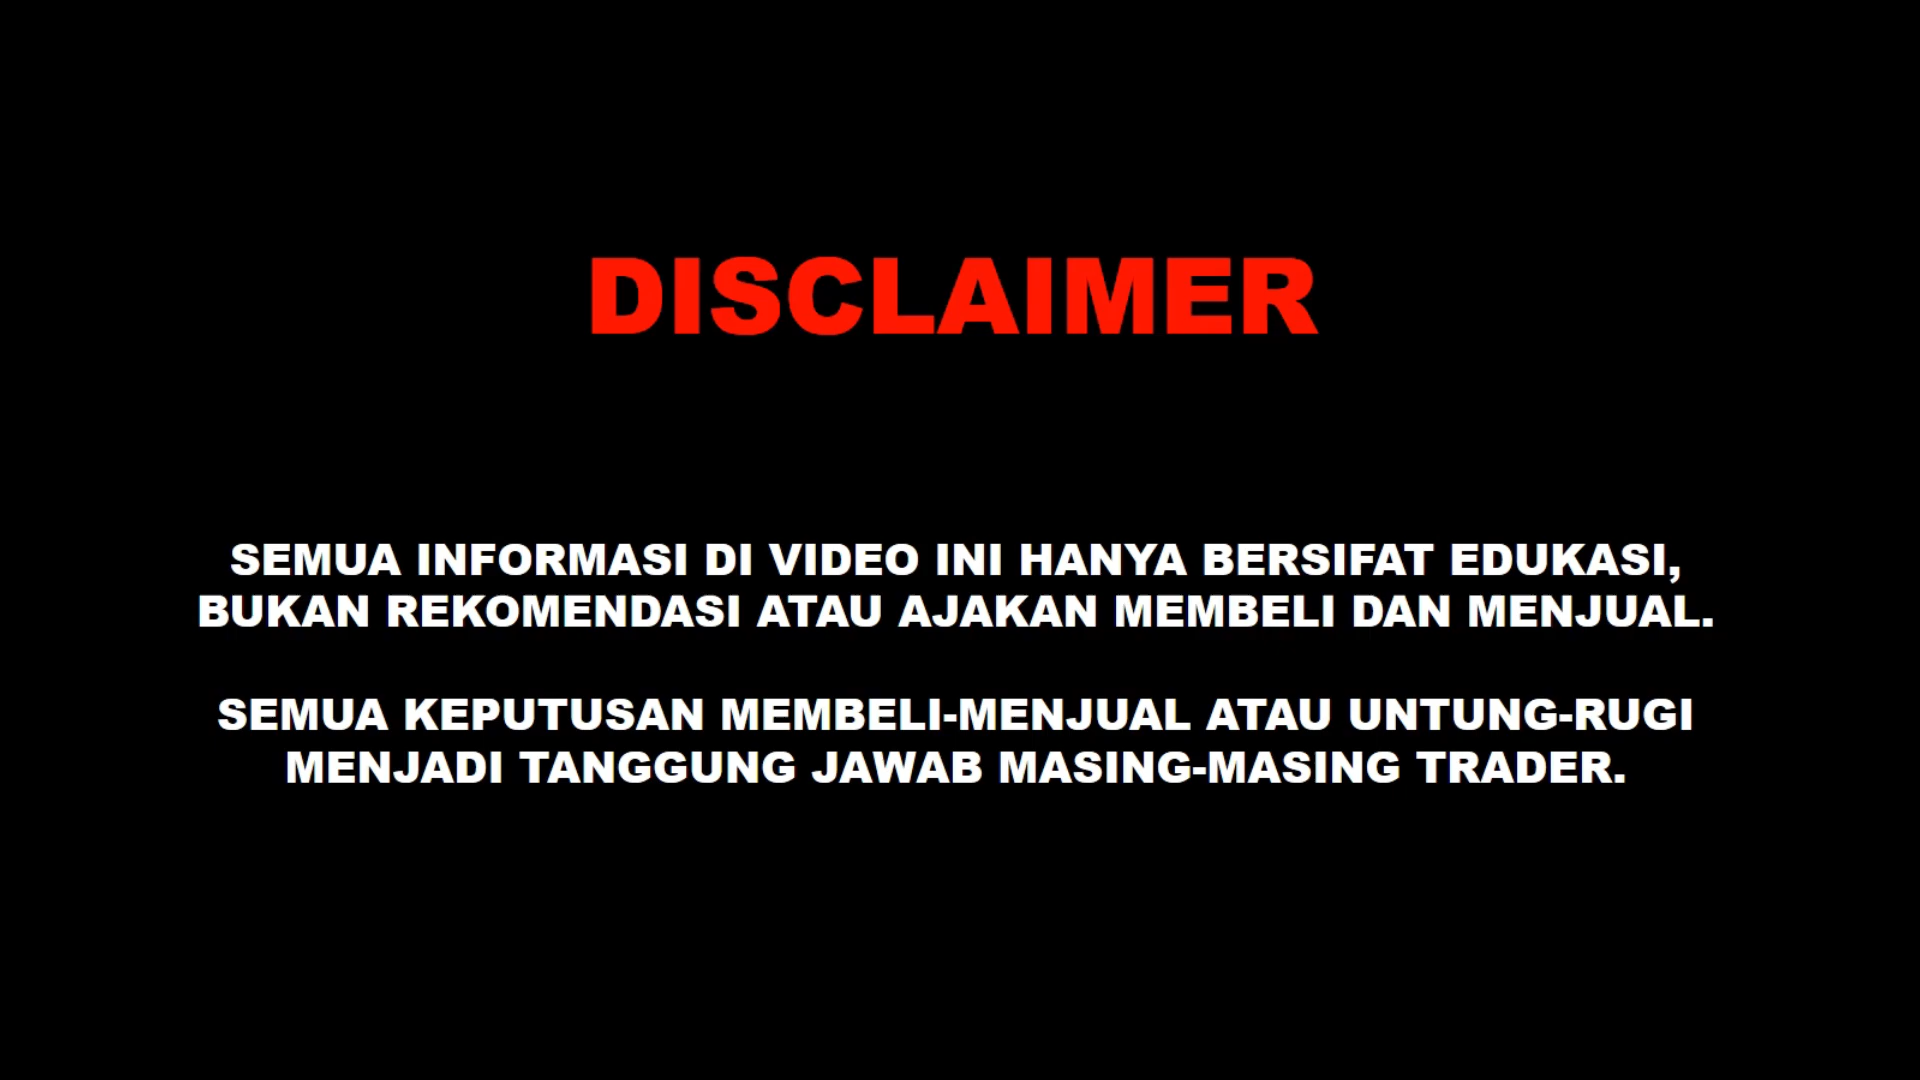 DISCLAIMER
SEMUA INFORMASI DI VIDEO INI HANYA BERSIFAT EDUKASI,
BUKAN REKOMENDASI ATAU AJAKAN MEMBELI DAN MENJUAL.
SEMUA KEPUTUSAN MEMBELI-MENJUAL ATAU UNTUNG-RUGI
MENJADI TANGGUNG JAWAB MASING-MASING TRADER.